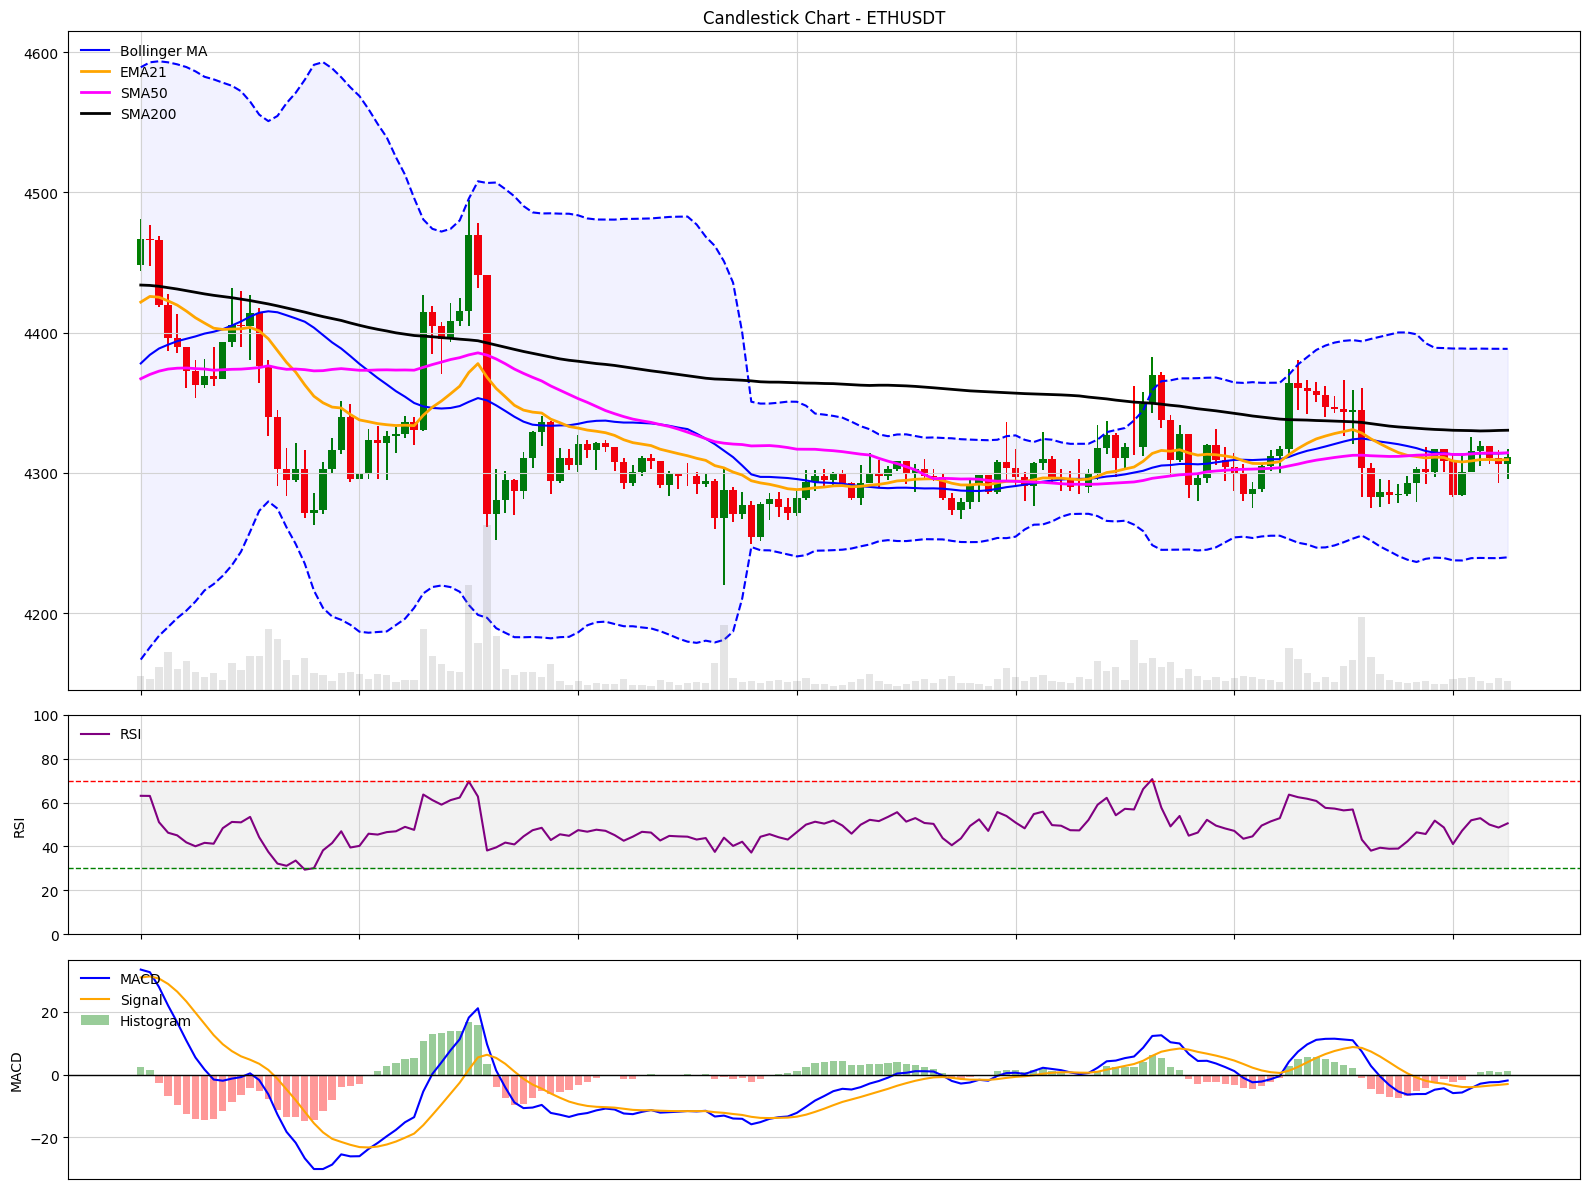 Candlestick Chart - ETHUSDT
4600
4500
4400
4300
4200
Bollinger MA
EMA21
SMA50
SMA200
100
80
60
40
20
0
RSI
RSI
20
0
−20
MACD
MACD
Signal
Histogram